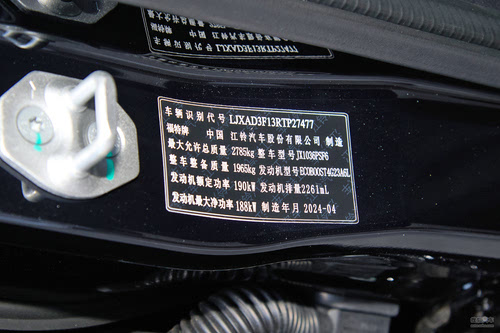 车辆识别代号 LJXAD3F13RTP27477
福特牌 中国 江铃汽车股份有限公司 制造
最大允许总质量 2785kg 整车型号 JX1036PSF6
整车整备质量 1965kg 发动机型号 ECOBOOST4G23A6L
发动机额定功率 190kW 发动机排量 2261mL
发动机最大净功率 188kW 制造年月 2024-04